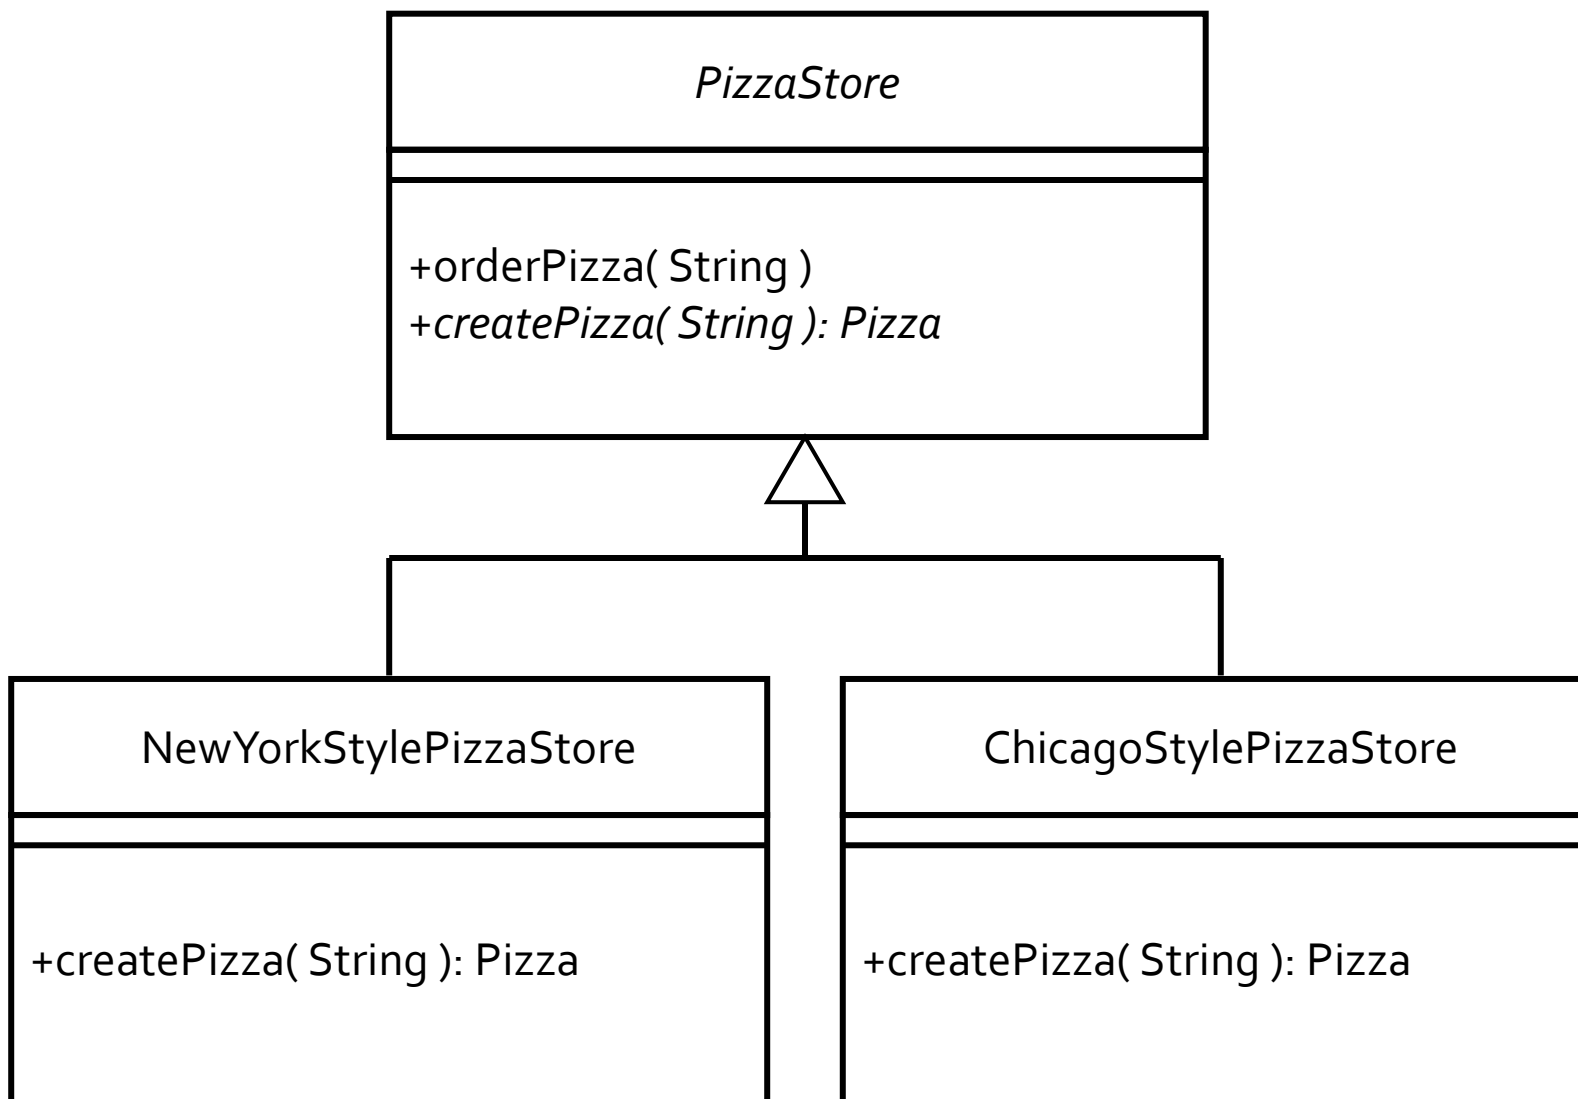 PizzaStore
+orderPizza( String )
+createPizza( String ): Pizza
NewYorkStylePizzaStore
+createPizza( String ): Pizza
ChicagoStylePizzaStore
+createPizza( String ): Pizza